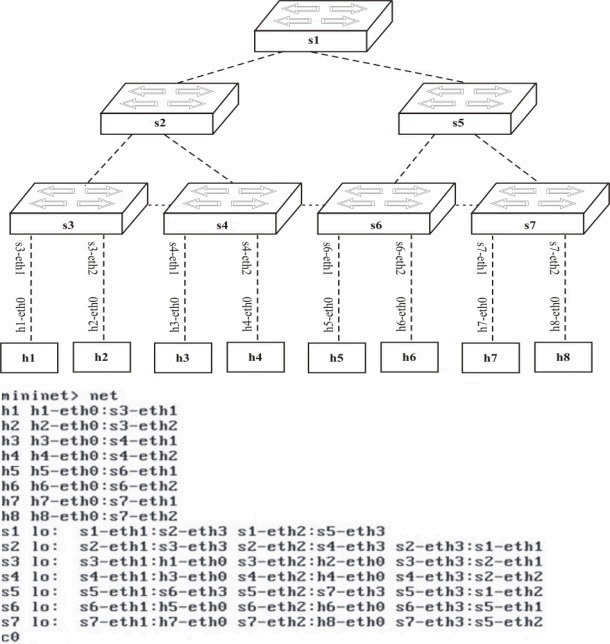 s1
s2 s5
s3 s4 s6 s7
s3-eth1 s3-eth2 s4-eth1 s4-eth2 s6-eth1 s6-eth2 s7-eth1 s7-eth2
h1-eth0 h2-eth0 h3-eth0 h4-eth0 h5-eth0 h6-eth0 h7-eth0 h8-eth0
h1 h2 h3 h4 h5 h6 h7 h8
mininet> net
h1 h1-eth0:s3-eth1
h2 h2-eth0:s3-eth2
h3 h3-eth0:s4-eth1
h4 h4-eth0:s4-eth2
h5 h5-eth0:s6-eth1
h6 h6-eth0:s6-eth2
h7 h7-eth0:s7-eth1
h8 h8-eth0:s7-eth2
s1 lo:  s1-eth1:s2-eth3 s1-eth2:s5-eth3
s2 lo:  s2-eth1:s3-eth3 s2-eth2:s4-eth3 s2-eth3:s1-eth1
s3 lo:  s3-eth1:h1-eth0 s3-eth2:h2-eth0 s3-eth3:s2-eth1
s4 lo:  s4-eth1:h3-eth0 s4-eth2:h4-eth0 s4-eth3:s2-eth2
s5 lo:  s5-eth1:s6-eth3 s5-eth2:s7-eth3 s5-eth3:s1-eth2
s6 lo:  s6-eth1:h5-eth0 s6-eth2:h6-eth0 s6-eth3:s5-eth1
s7 lo:  s7-eth1:h7-eth0 s7-eth2:h8-eth0 s7-eth3:s5-eth2
c0